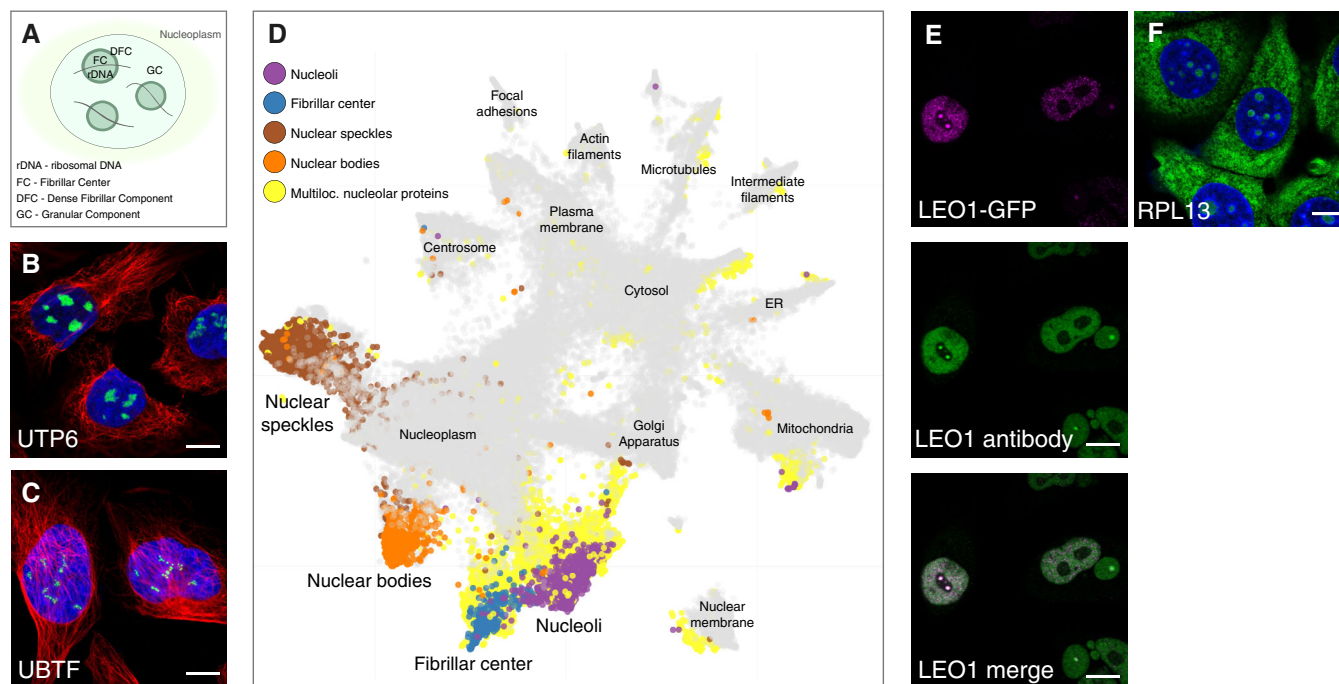 A
Nucleoplasm
DFC
FC
rDNA
GC
rDNA - ribosomal DNA
FC - Fibrillar Center
DFC - Dense Fibrillar Component
GC - Granular Component
B
UTP6
C
UBTF
D
Nucleoli
Fibrillar center
Nuclear speckles
Nuclear bodies
Multiloc. nucleolar proteins
Focal
adhesions
Actin
filaments
Microtubules
Intermediate
filaments
Plasma
membrane
Centrosome
Cytosol
ER
Nuclear
speckles
Nucleoplasm
Golgi
Apparatus
Mitochondria
Nuclear bodies
Nucleoli
Nuclear
membrane
Fibrillar center
E
LEO1-GFP
LEO1 antibody
LEO1 merge
F
RPL13